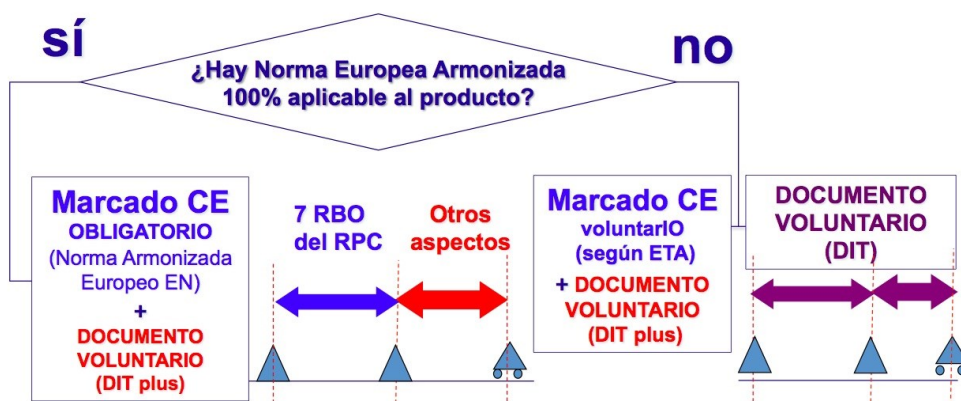 sí
no
¿Hay Norma Europea Armonizada
100% aplicable al producto?
Marcado CE
OBLIGATORIO
(Norma Armonizada
Europeo EN)
+
DOCUMENTO
VOLUNTARIO
(DIT plus)
7 RBO
del RPC
Otros
aspectos
Marcado CE
voluntarIO
(según ETA)
+ DOCUMENTO
VOLUNTARIO
(DIT plus)
DOCUMENTO
VOLUNTARIO
(DIT)